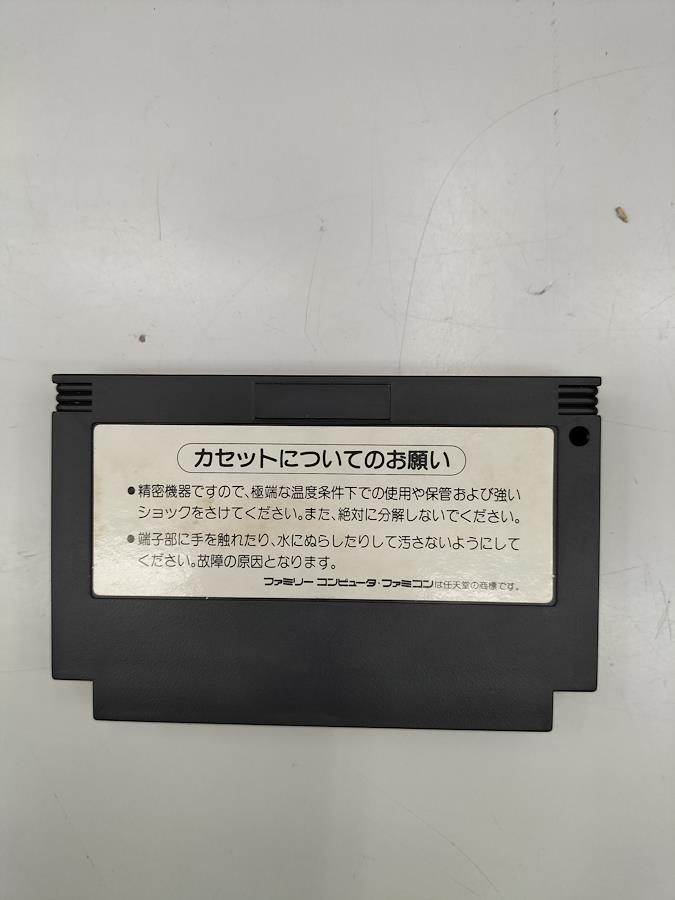 カセットについてのお願い
●精密機器ですので、極端な温度条件下での使用や保管および強い
ショックをさけてください。また、絶対に分解しないでください。
●端子部に手を触れたり、水にぬらしたりして汚さないようにして
ください。故障の原因となります。
ファミリーコンピュータ・ファミコンは任天堂の商標です。